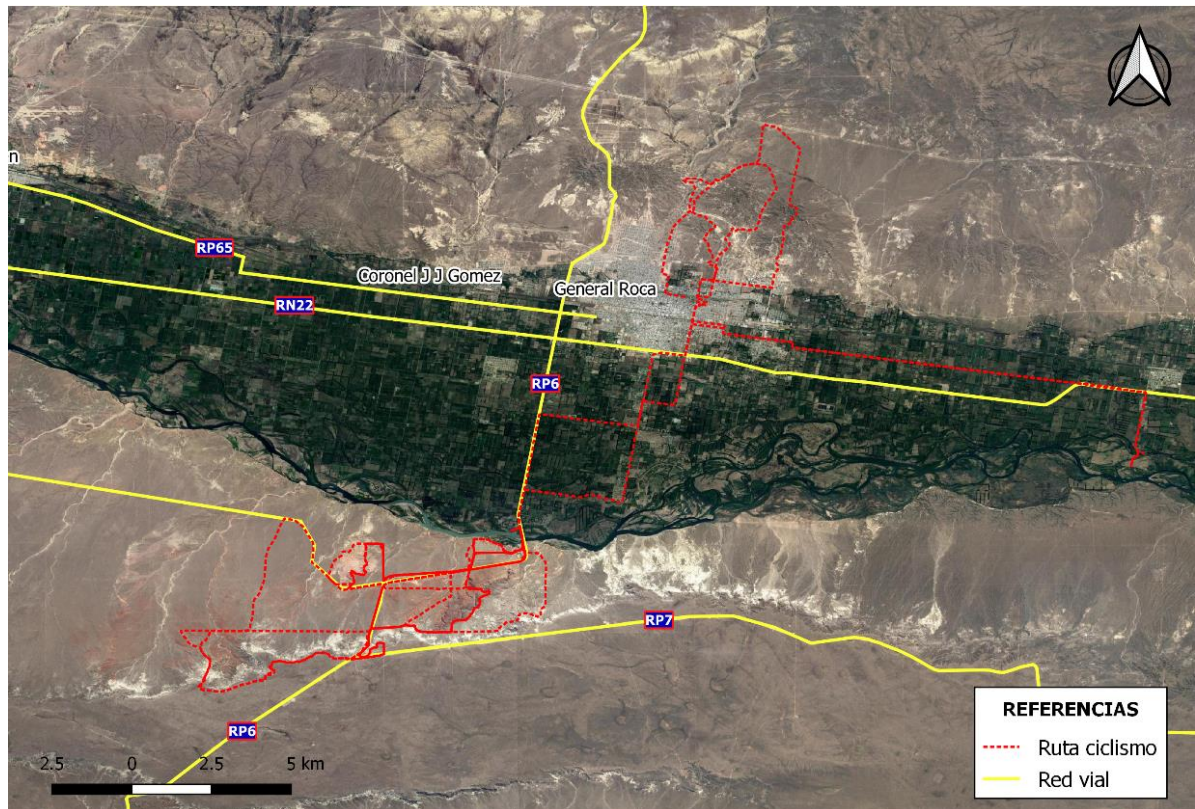 n
RP65
Coronel J J Gomez
RN22
General Roca
RP6
RP7
RP6
REFERENCIAS
Ruta ciclismo
Red vial
2.5 0 2.5 5 km